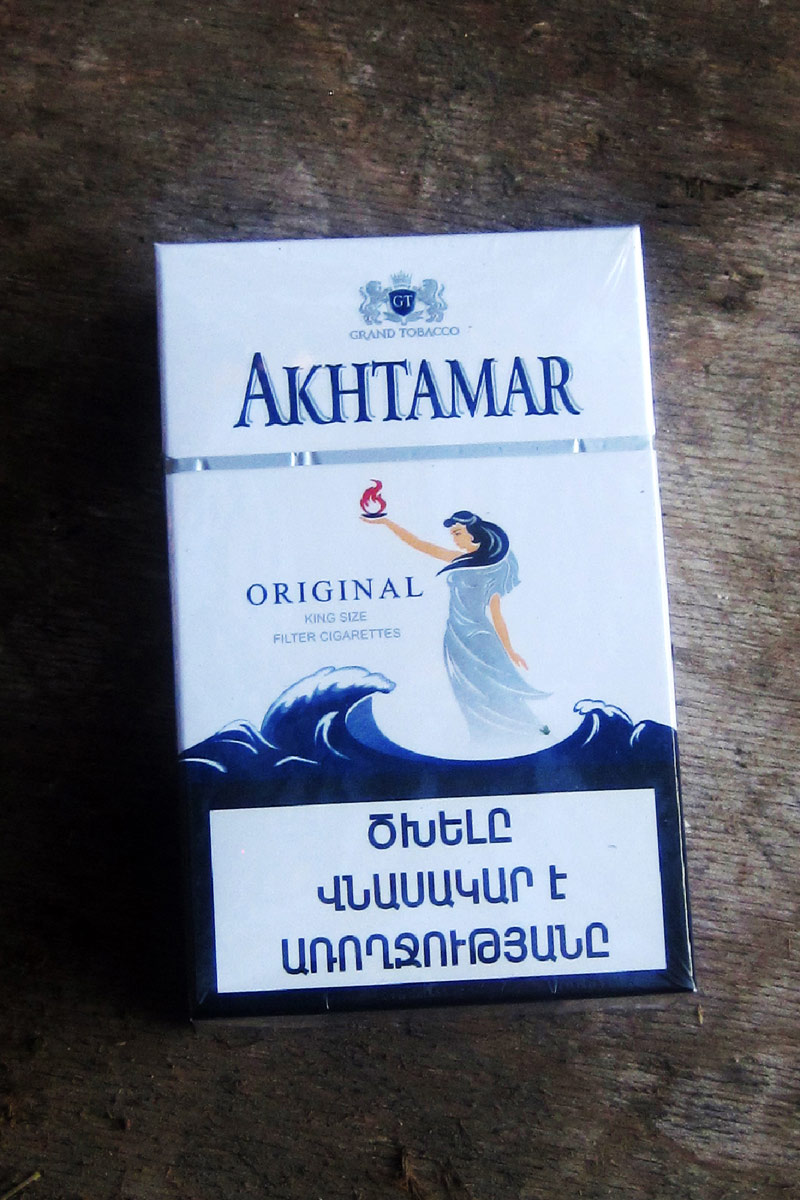 GT
GRAND TOBACCO
AKHTAMAR
ORIGINAL
KING SIZE
FILTER CIGARETTES
ԾԽԵԼԸ
ՎՆԱՍԱԿԱՐ Է
ԱՌՈՂՋՈՒԹՅԱՆԸ